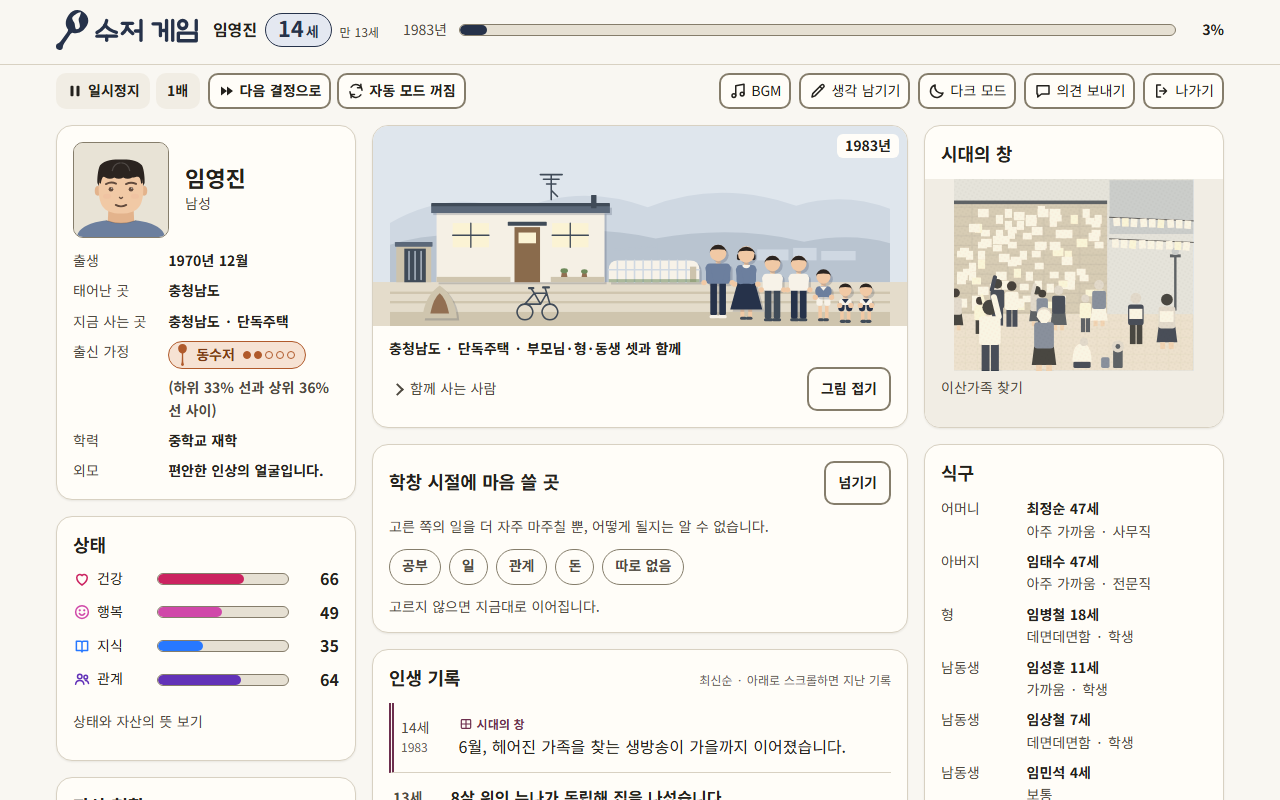 수저 게임
임영진 14세 만 13세 1983년 3%
일시정지 1배 다음 결정으로 자동 모드 꺼짐 BGM 생각 남기기 다크 모드 의견 보내기 나가기
임영진
남성
출생 1970년 12월
태어난 곳 충청남도
지금 사는 곳 충청남도 · 단독주택
출신 가정 동수저
(하위 33% 선과 상위 36%
선 사이)
학력 중학교 재학
외모 편안한 인상의 얼굴입니다.
상태
건강 66
행복 49
지식 35
관계 64
상태와 자산의 뜻 보기
1983년
충청남도 · 단독주택 · 부모님·형·동생 셋과 함께
함께 사는 사람 그림 접기
학창 시절에 마음 쓸 곳 넘기기
고른 쪽의 일을 더 자주 마주칠 뿐, 어떻게 될지는 알 수 없습니다.
공부 일 관계 돈 따로 없음
고르지 않으면 지금대로 이어집니다.
인생 기록 최신순 · 아래로 스크롤하면 지난 기록
14세 시대의 창
1983 6월, 헤어진 가족을 찾는 생방송이 가을까지 이어졌습니다.
13세 8살 위의 누나가 독립해 집을 나섰습니다.
시대의 창
이산가족 찾기
식구
어머니 최정순 47세
아주 가까움 · 사무직
아버지 임태수 47세
아주 가까움 · 전문직
형 임병철 18세
데면데면함 · 학생
남동생 임성훈 11세
가까움 · 학생
남동생 임상철 7세
데면데면함 · 학생
남동생 임민석 4세
보통